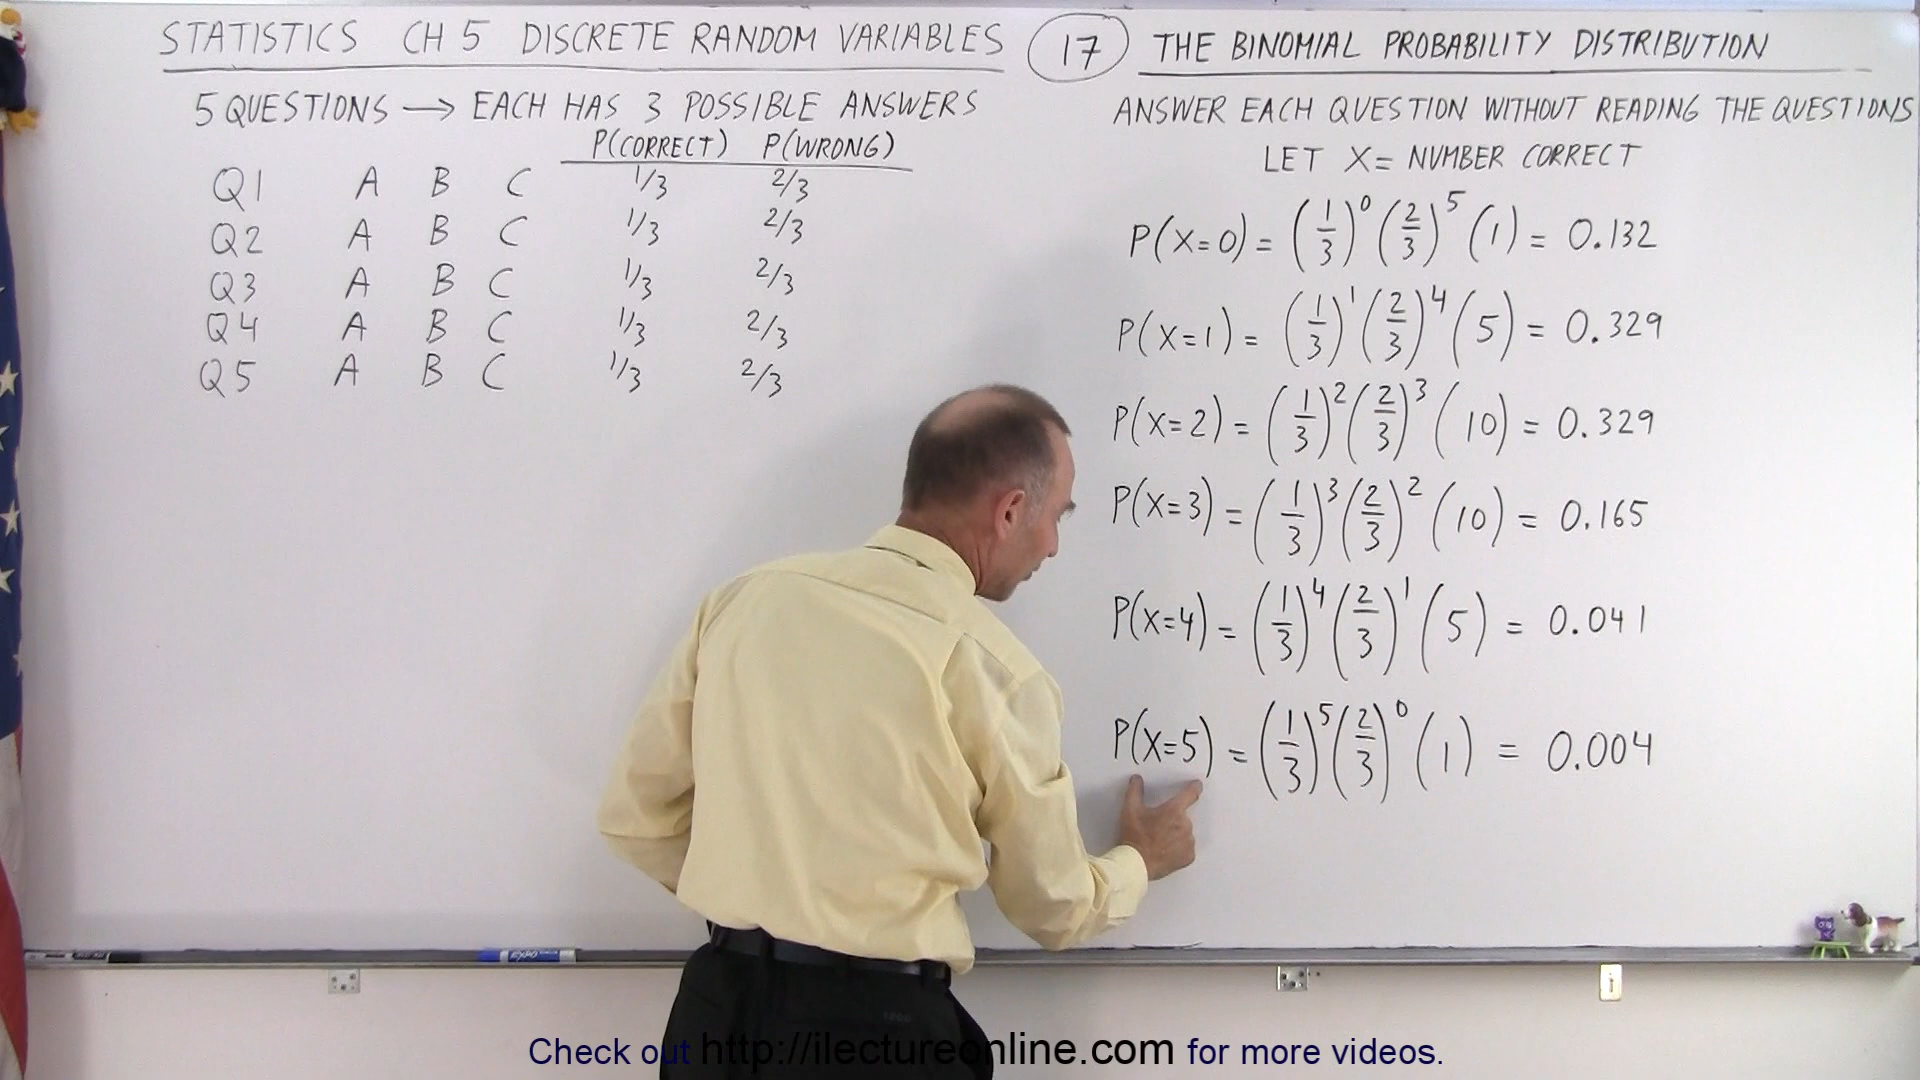 STATISTICS CH 5 DISCRETE RANDOM VARIABLES
5 QUESTIONS → EACH HAS 3 POSSIBLE ANSWERS
P(CORRECT) P(WRONG)
Q1 A B C 1/3 2/3
Q2 A B C 1/3 2/3
Q3 A B C 1/3 2/3
Q4 A B C 1/3 2/3
Q5 A B C 1/3 2/3
17 THE BINOMIAL PROBABILITY DISTRIBUTION
ANSWER EACH QUESTION WITHOUT READING THE QUESTIONS
LET X = NUMBER CORRECT
P(X=0) = (1/3)^0 (2/3)^5 (1) = 0.132
P(X=1) = (1/3)^1 (2/3)^4 (5) = 0.329
P(X=2) = (1/3)^2 (2/3)^3 (10) = 0.329
P(X=3) = (1/3)^3 (2/3)^2 (10) = 0.165
P(X=4) = (1/3)^4 (2/3)^1 (5) = 0.041
P(X=5) = (1/3)^5 (2/3)^0 (1) = 0.004
EXPO
Check out http://ilectureonline.com for more videos.